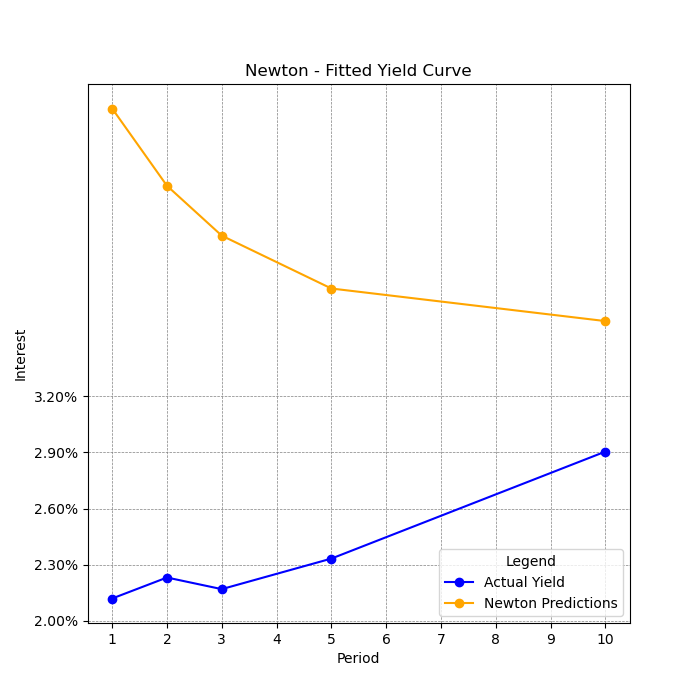 Newton - Fitted Yield Curve
Interest
3.20%
2.90%
2.60%
2.30%
2.00%
Legend
Actual Yield
Newton Predictions
1 2 3 4 5 6 7 8 9 10
Period